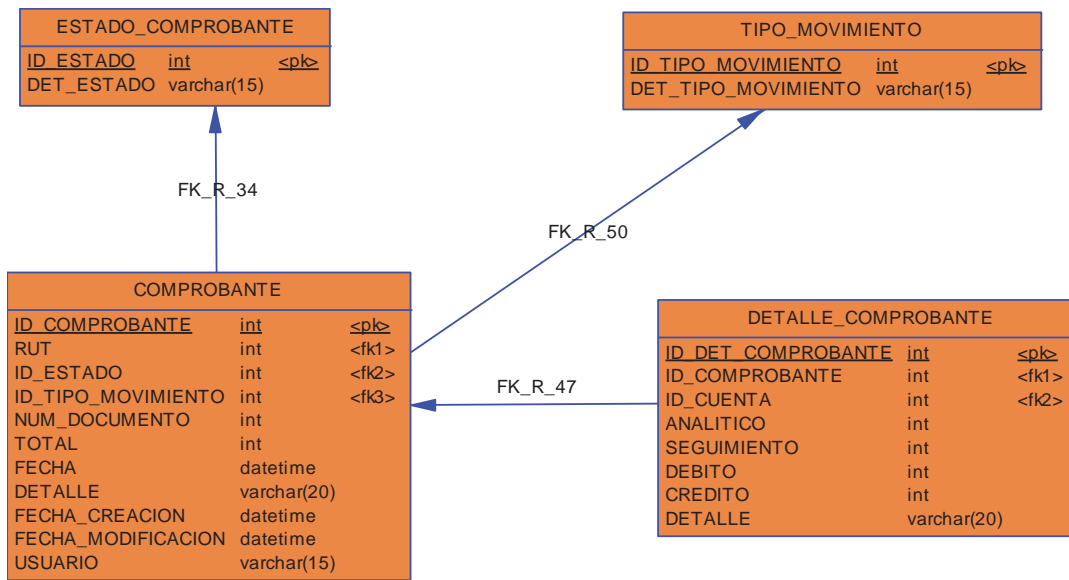 ESTADO_COMPROBANTE
ID_ESTADO int <pk>
DET_ESTADO varchar(15)
TIPO_MOVIMIENTO
ID_TIPO_MOVIMIENTO int <pk>
DET_TIPO_MOVIMIENTO varchar(15)
FK_R_34
FK_R_50
COMPROBANTE
ID_COMPROBANTE int <pk>
RUT int <fk1>
ID_ESTADO int <fk2>
ID_TIPO_MOVIMIENTO int <fk3>
NUM_DOCUMENTO int
TOTAL int
FECHA datetime
DETALLE varchar(20)
FECHA_CREACION datetime
FECHA_MODIFICACION datetime
USUARIO varchar(15)
FK_R_47
DETALLE_COMPROBANTE
ID_DET_COMPROBANTE int <pk>
ID_COMPROBANTE int <fk1>
ID_CUENTA int <fk2>
ANALITICO int
SEGUIMIENTO int
DEBITO int
CREDITO int
DETALLE varchar(20)